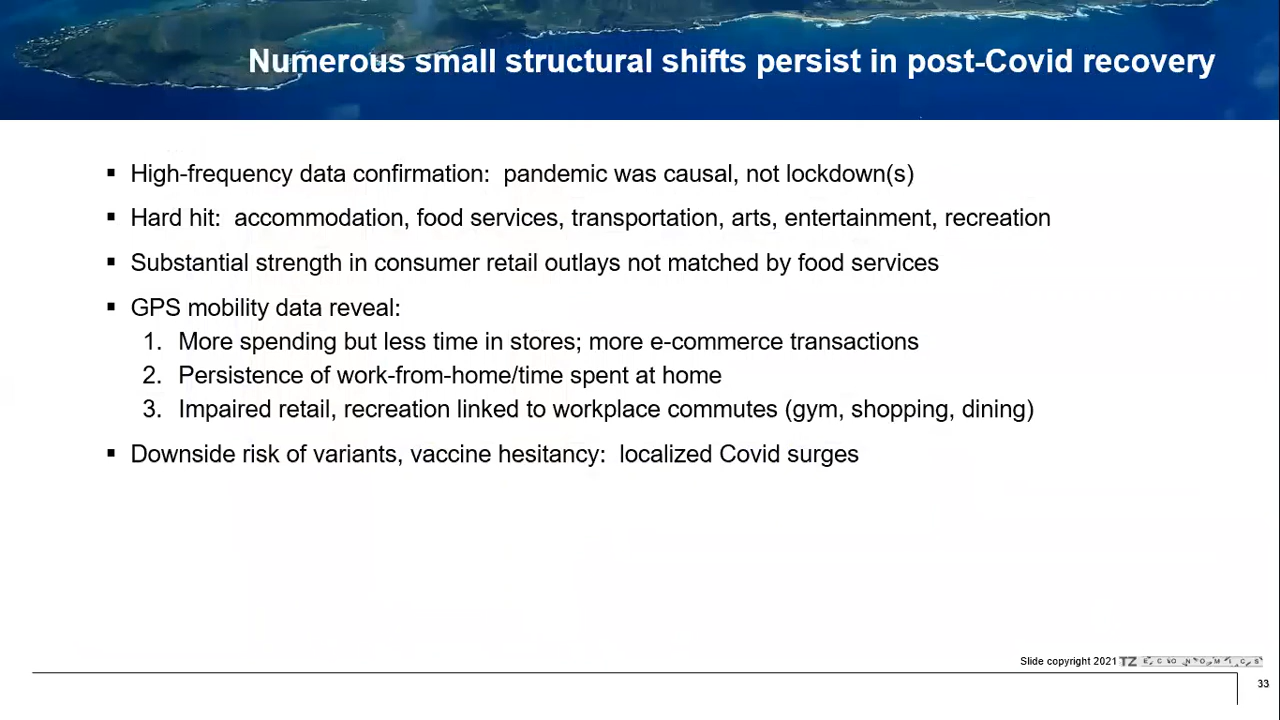 Numerous small structural shifts persist in post-Covid recovery
▪ High-frequency data confirmation: pandemic was causal, not lockdown(s)
▪ Hard hit: accommodation, food services, transportation, arts, entertainment, recreation
▪ Substantial strength in consumer retail outlays not matched by food services
▪ GPS mobility data reveal:
1. More spending but less time in stores; more e-commerce transactions
2. Persistence of work-from-home/time spent at home
3. Impaired retail, recreation linked to workplace commutes (gym, shopping, dining)
▪ Downside risk of variants, vaccine hesitancy: localized Covid surges
Slide copyright 2021 TZ ECONOMICS
33